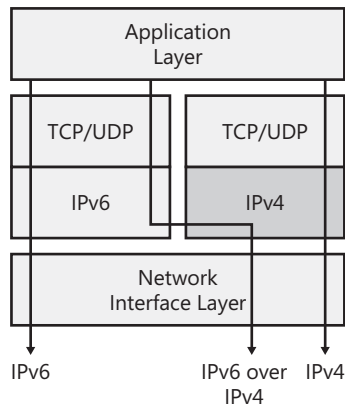 Application
Layer
TCP/UDP
TCP/UDP
IPv6
IPv4
Network
Interface Layer
IPv6
IPv6 over
IPv4
IPv4